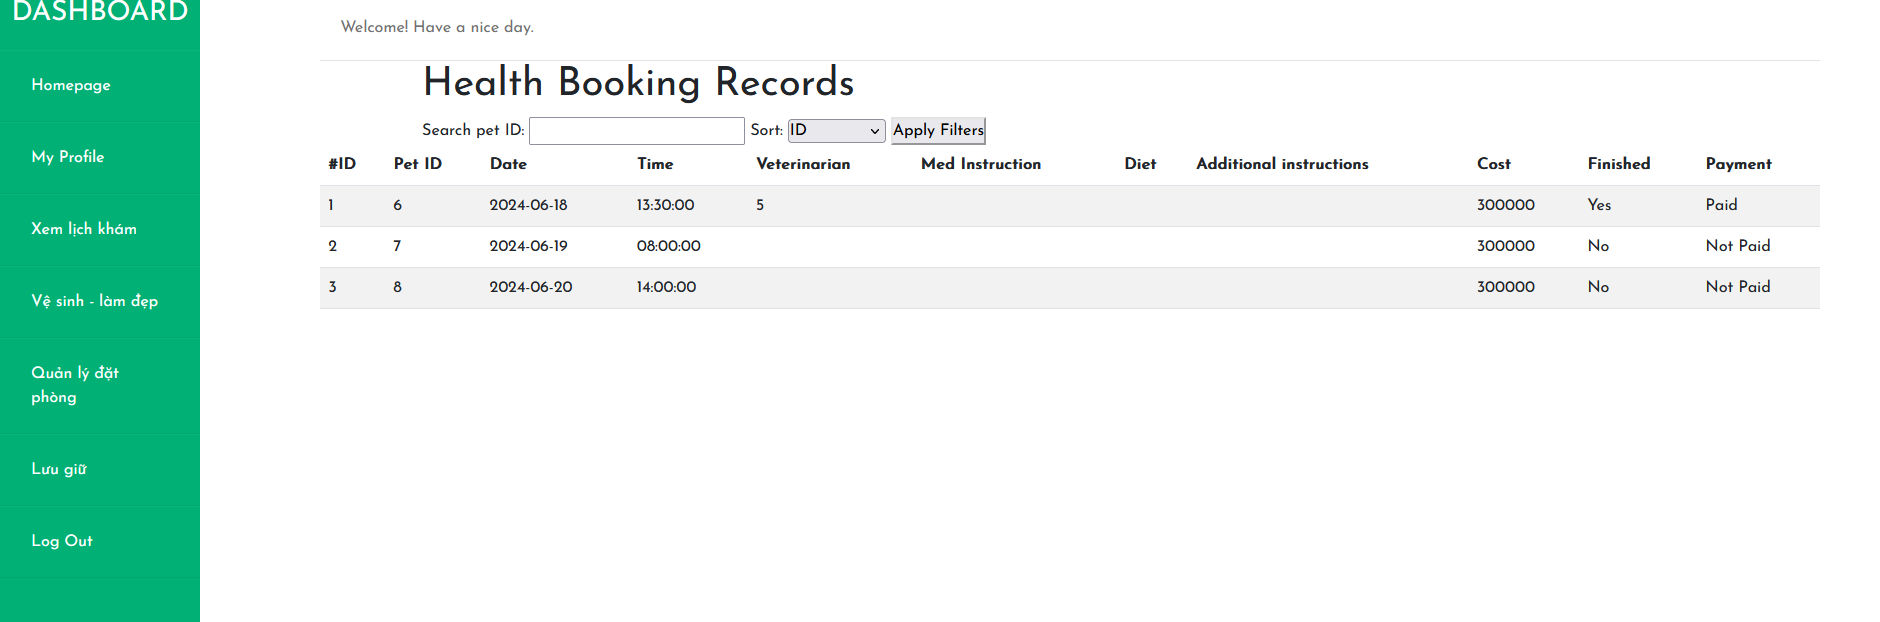 DASHBOARD
Homepage
My Profile
Xem lịch khám
Vệ sinh - làm đẹp
Quản lý đặt
phòng
Lưu giữ
Log Out
Welcome! Have a nice day.
Health Booking Records
Search pet ID: Sort: ID Apply Filters
#ID Pet ID Date Time Veterinarian Med Instruction Diet Additional instructions Cost Finished Payment
1 6 2024-06-18 13:30:00 5 300000 Yes Paid
2 7 2024-06-19 08:00:00 300000 No Not Paid
3 8 2024-06-20 14:00:00 300000 No Not Paid